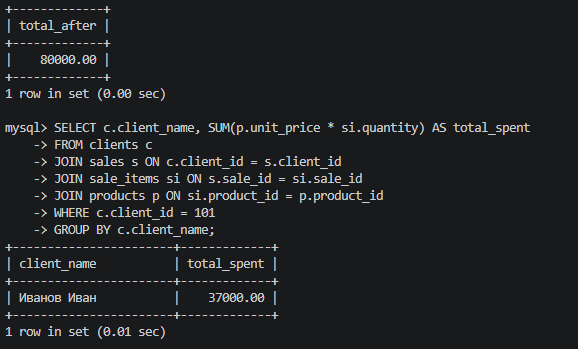 +-------------+
| total_after |
+-------------+
|    80000.00 |
+-------------+
1 row in set (0.00 sec)

mysql> SELECT c.client_name, SUM(p.unit_price * si.quantity) AS total_spent
    -> FROM clients c
    -> JOIN sales s ON c.client_id = s.client_id
    -> JOIN sale_items si ON s.sale_id = si.sale_id
    -> JOIN products p ON si.product_id = p.product_id
    -> WHERE c.client_id = 101
    -> GROUP BY c.client_name;
+-----------------------+-------------+
| client_name           | total_spent |
+-----------------------+-------------+
| Иванов Иван           |    37000.00 |
+-----------------------+-------------+
1 row in set (0.01 sec)